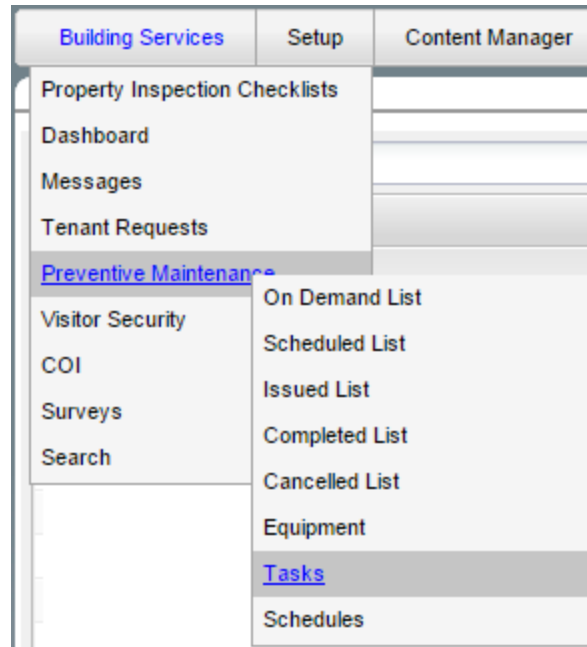 Building Services Setup Content Manager
Property Inspection Checklists
Dashboard
Messages
Tenant Requests
Preventive Maintenance
Visitor Security
COI
Surveys
Search
On Demand List
Scheduled List
Issued List
Completed List
Cancelled List
Equipment
Tasks
Schedules